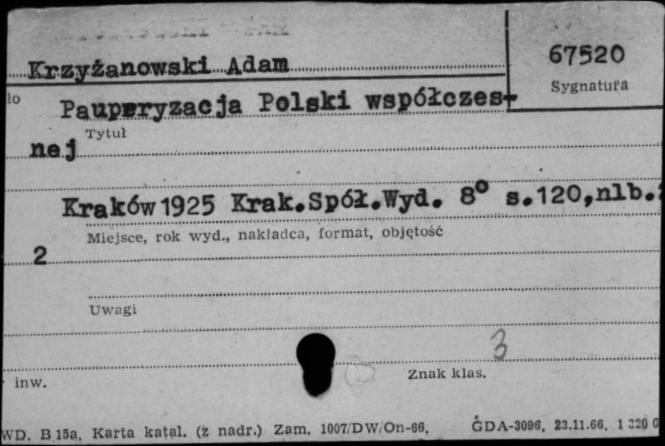 Krzyżanowski Adam
67520
Sygnatura
ło
Pauperyzacja Polski współczes-
Tytuł
nej
Kraków 1925 Krak.Spół.Wyd. 8° s.120,nlb.
Miejsce, rok wyd., nakładca, format, objętość
2
Uwagi
3
inw.
Znak klas.
WD. B 15a. Karta katal. (z nadr.) Zam. 1007/DW/On-66. GDA-3096, 23.11.66. 1 320 0